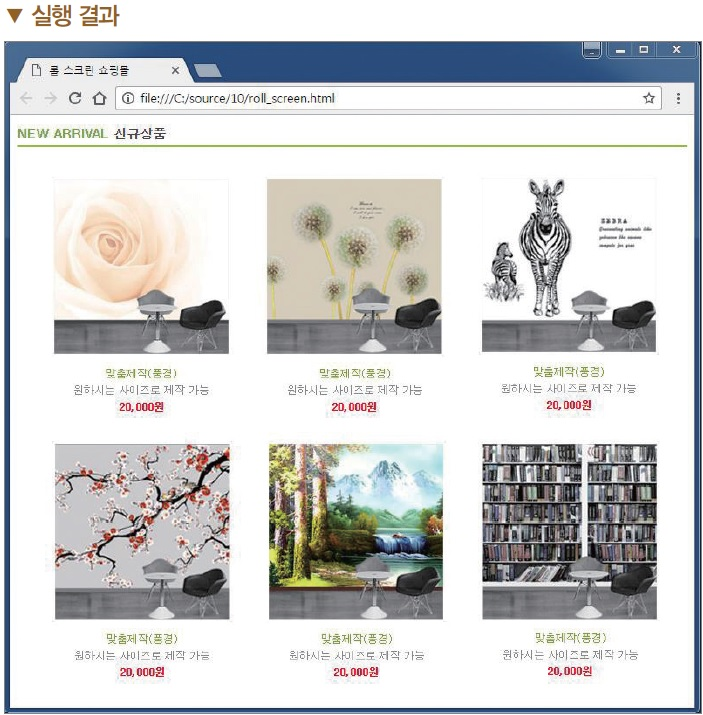 ▼ 실행 결과
롤 스크린 쇼핑몰
file:///C:/source/10/roll_screen.html
NEW ARRIVAL 신규상품
ZEBRA
맞춤제작(풍경)
원하시는 사이즈로 제작 가능
20,000원
맞춤제작(풍경)
원하시는 사이즈로 제작 가능
20,000원
맞춤제작(풍경)
원하시는 사이즈로 제작 가능
20,000원
맞춤제작(풍경)
원하시는 사이즈로 제작 가능
20,000원
맞춤제작(풍경)
원하시는 사이즈로 제작 가능
20,000원
맞춤제작(풍경)
원하시는 사이즈로 제작 가능
20,000원